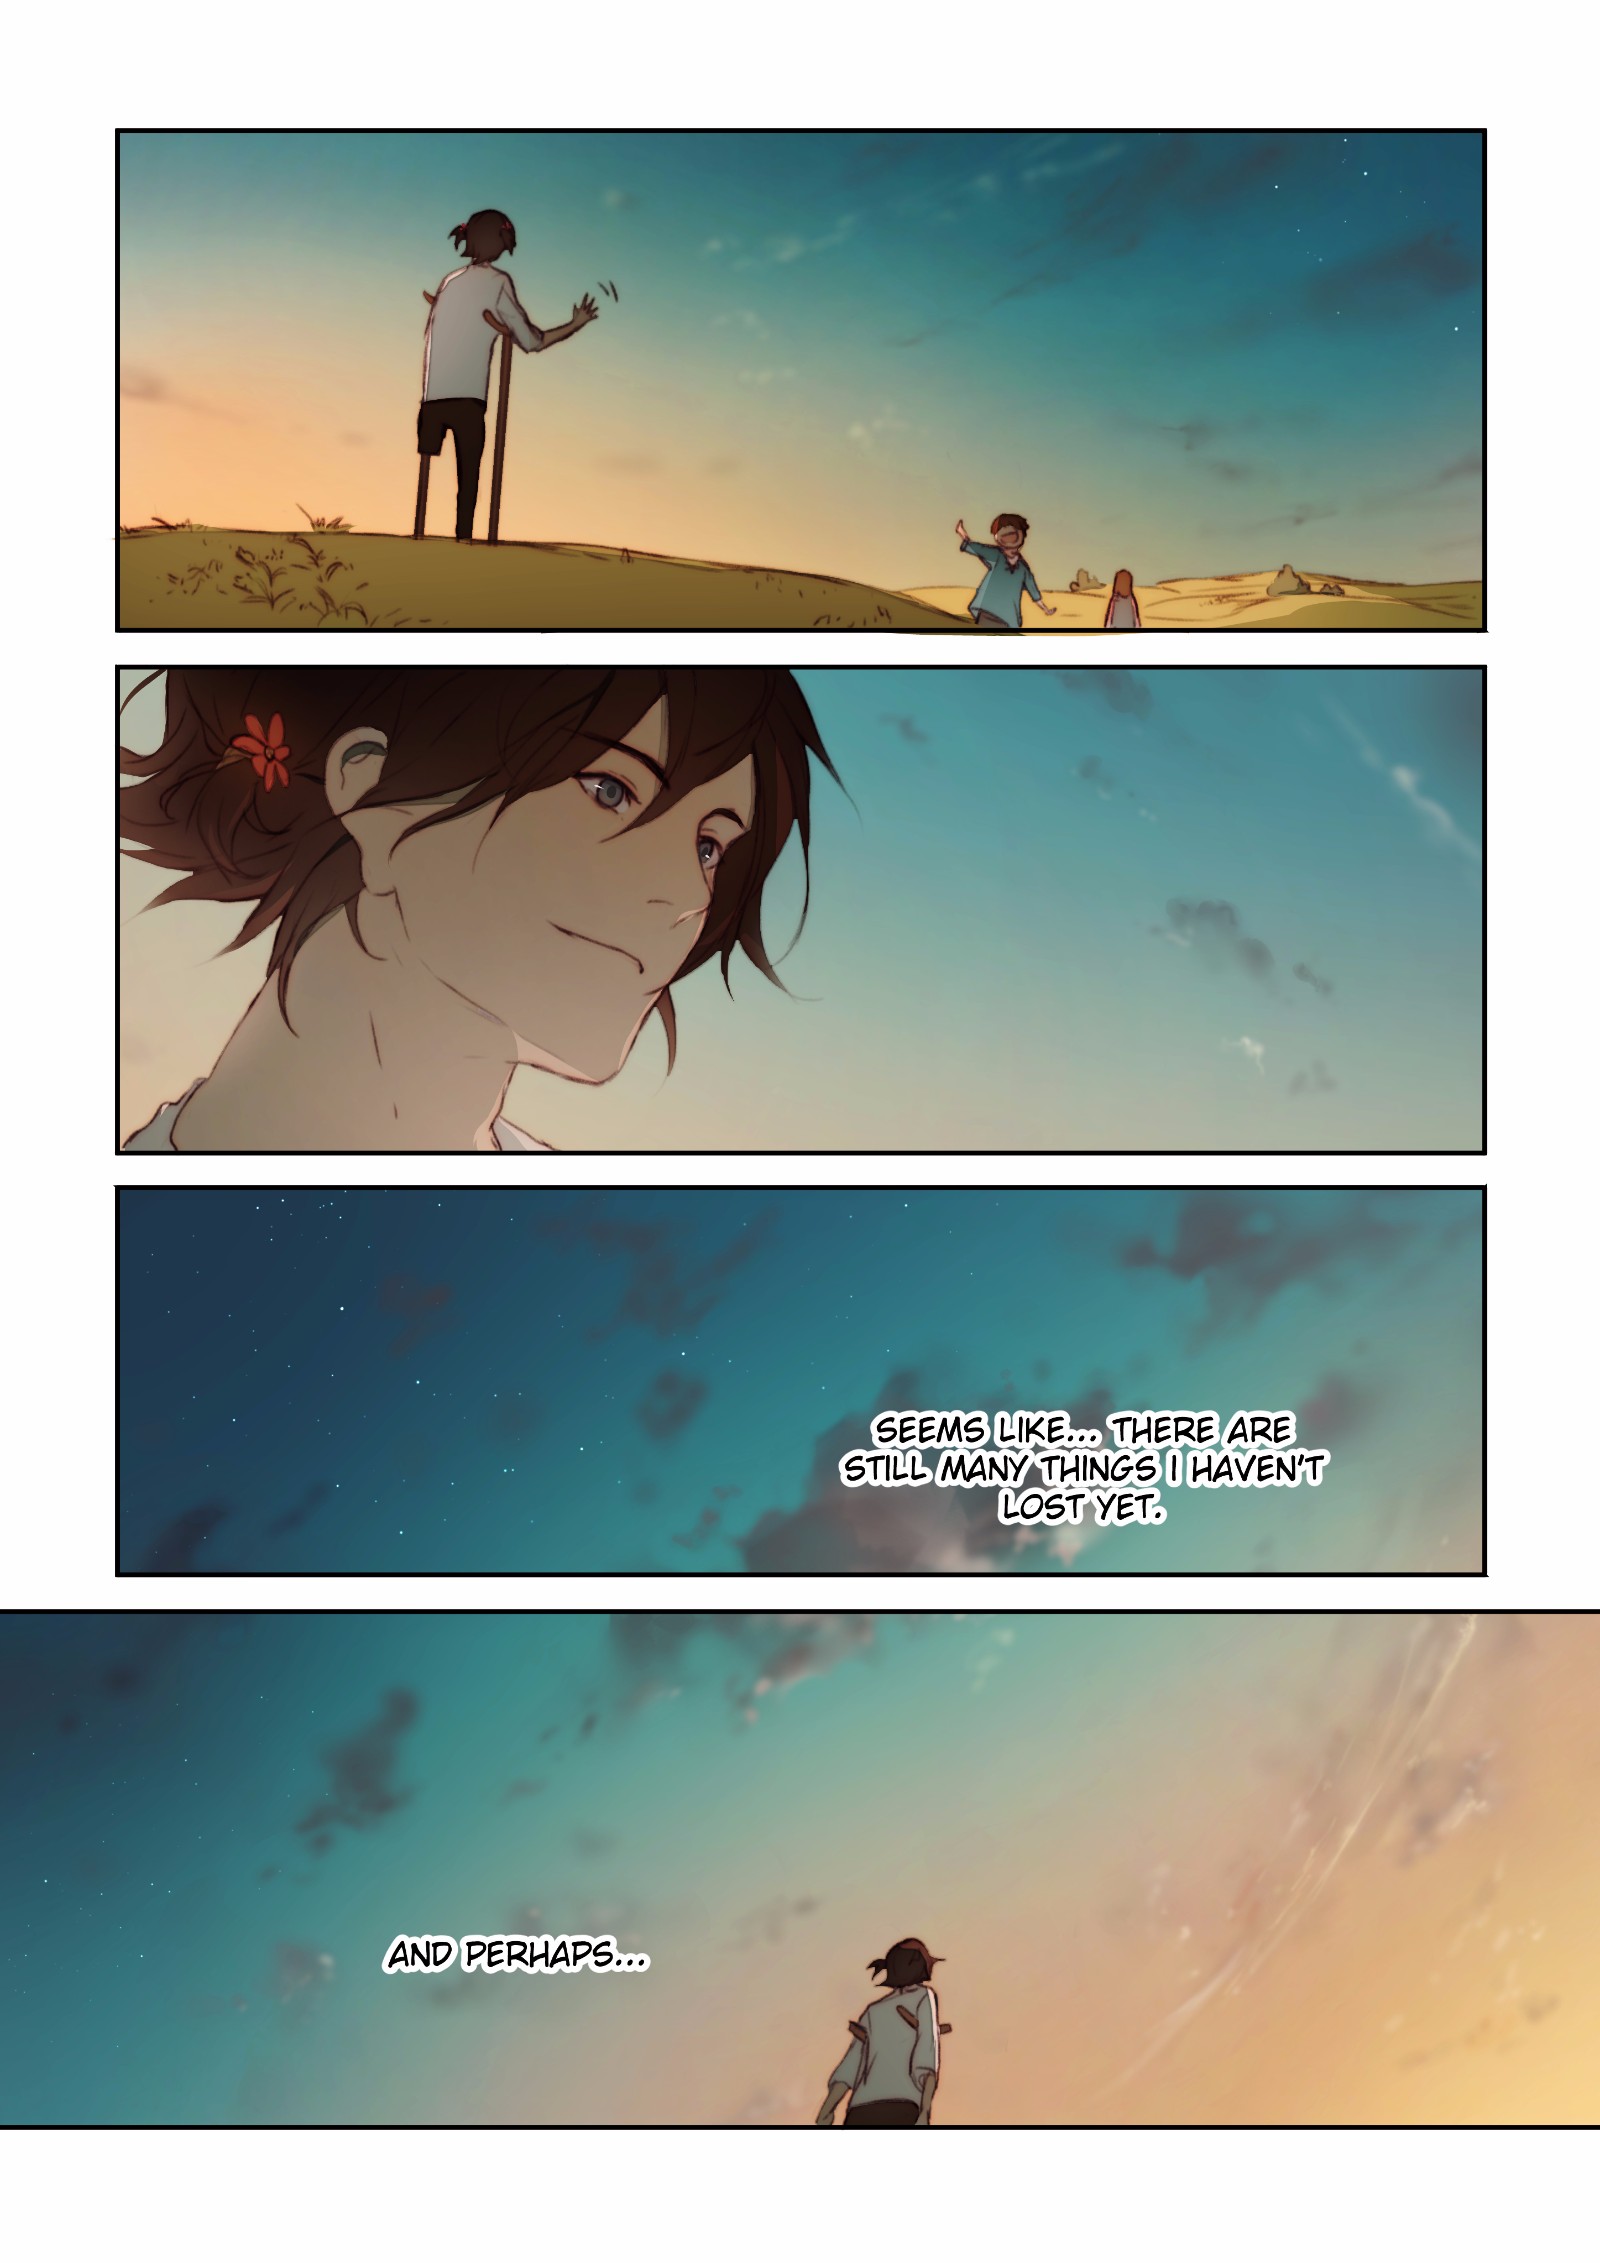 SEEMS LIKE... THERE ARE
STILL MANY THINGS I HAVEN'T
LOST YET.
AND PERHAPS...